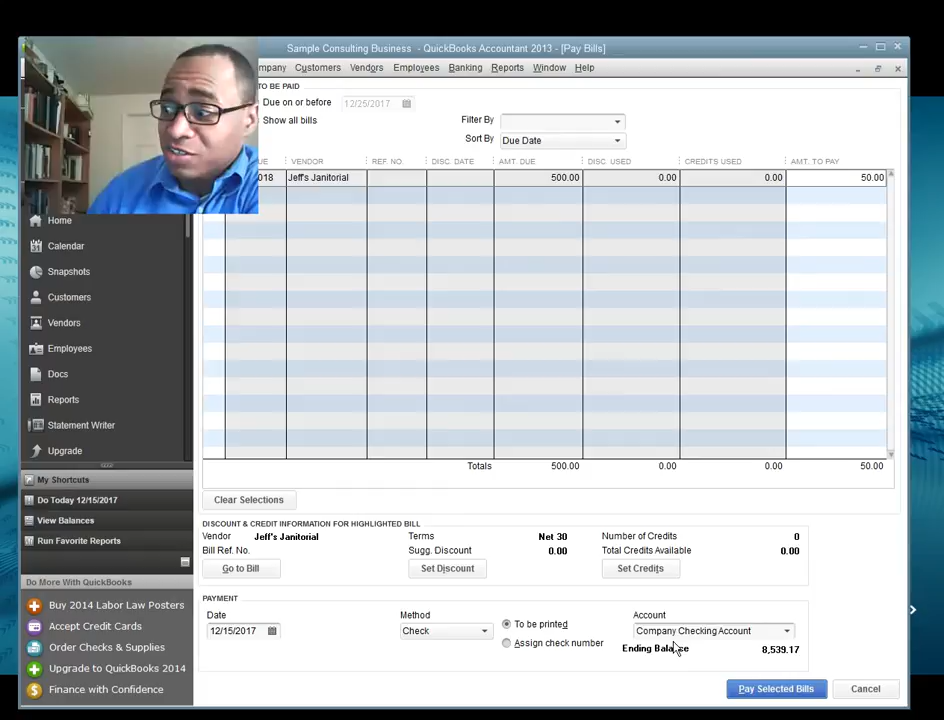 Sample Consulting Business - QuickBooks Accountant 2013 - [Pay Bills]
mpany Customers Vendors Employees Banking Reports Window Help
TO BE PAID
Due on or before 12/25/2017
Show all bills
Filter By
Sort By Due Date
UE VENDOR REF. NO. DISC. DATE AMT. DUE DISC. USED CREDITS USED AMT. TO PAY
018 Jeff's Janitorial 500.00 0.00 0.00 50.00
Totals 500.00 0.00 0.00 50.00
Clear Selections
Home
Calendar
Snapshots
Customers
Vendors
Employees
Docs
Reports
Statement Writer
Upgrade
My Shortcuts
Do Today 12/15/2017
View Balances
Run Favorite Reports
Do More With QuickBooks
Buy 2014 Labor Law Posters
Accept Credit Cards
Order Checks & Supplies
Upgrade to QuickBooks 2014
Finance with Confidence
DISCOUNT & CREDIT INFORMATION FOR HIGHLIGHTED BILL
Vendor Jeff's Janitorial Terms Net 30 Number of Credits 0
Bill Ref. No. Sugg. Discount 0.00 Total Credits Available 0.00
Go to Bill Set Discount Set Credits
PAYMENT
Date Method Account
12/15/2017 Check To be printed Company Checking Account
Assign check number Ending Balance 8,539.17
Pay Selected Bills Cancel